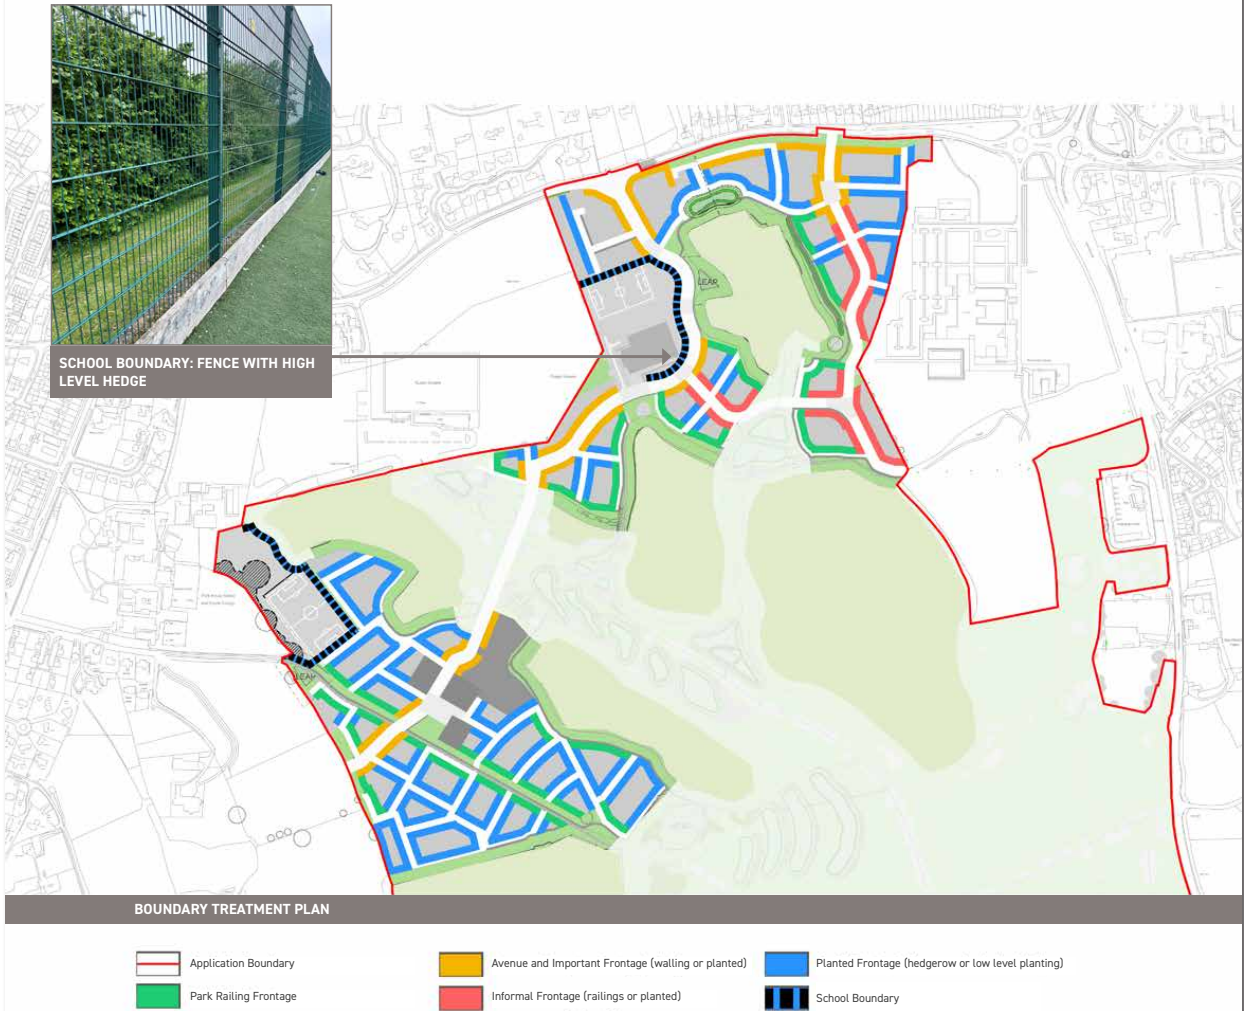 SCHOOL BOUNDARY: FENCE WITH HIGH
LEVEL HEDGE
LEAP
LEAP
BOUNDARY TREATMENT PLAN
Application Boundary
Avenue and Important Frontage (walling or planted)
Planted Frontage (hedgerow or low level planting)
Park Railing Frontage
Informal Frontage (railings or planted)
School Boundary